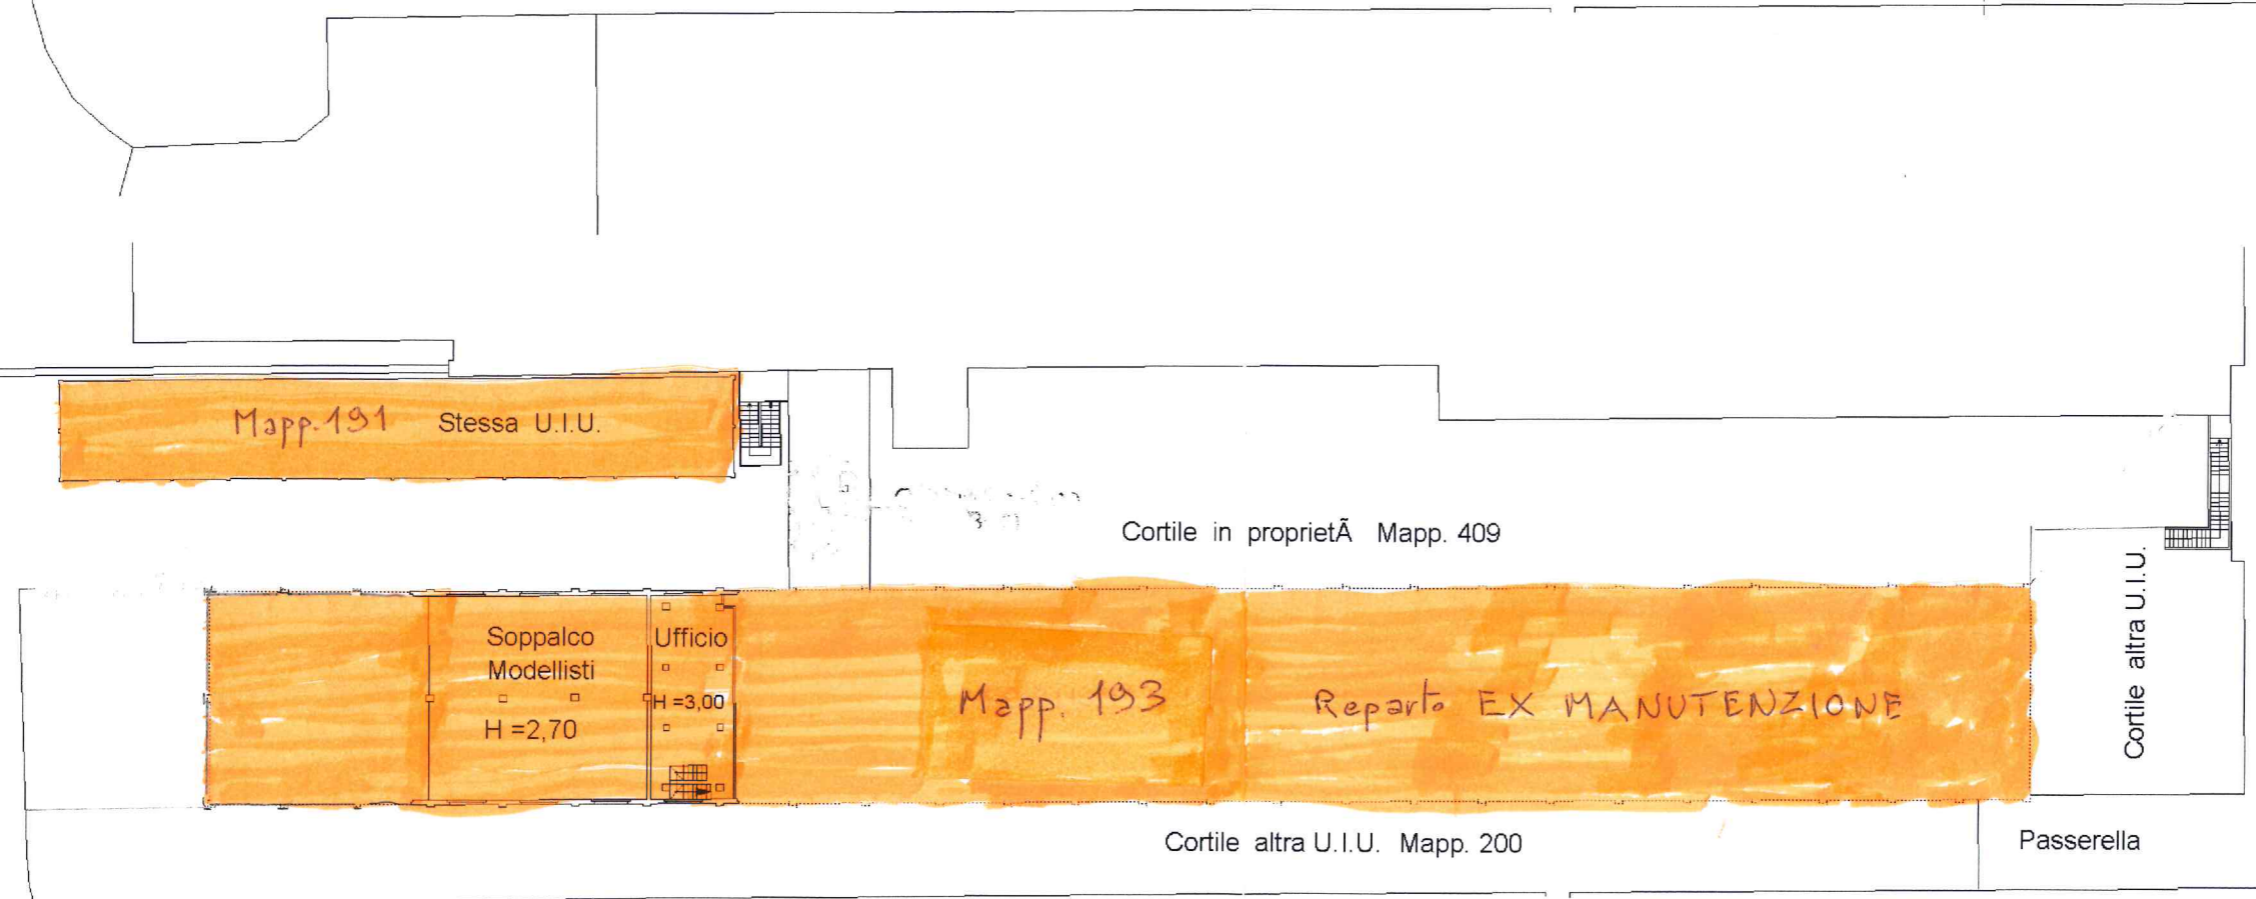 Mapp. 191 Stessa U.I.U.
Cortile in proprietÃ Mapp. 409
Cortile altra U.I.U.
Soppalco
Modellisti
H =2,70
Ufficio
H =3,00
Mapp. 193
Reparto EX MANUTENZIONE
Cortile altra U.I.U. Mapp. 200
Passerella